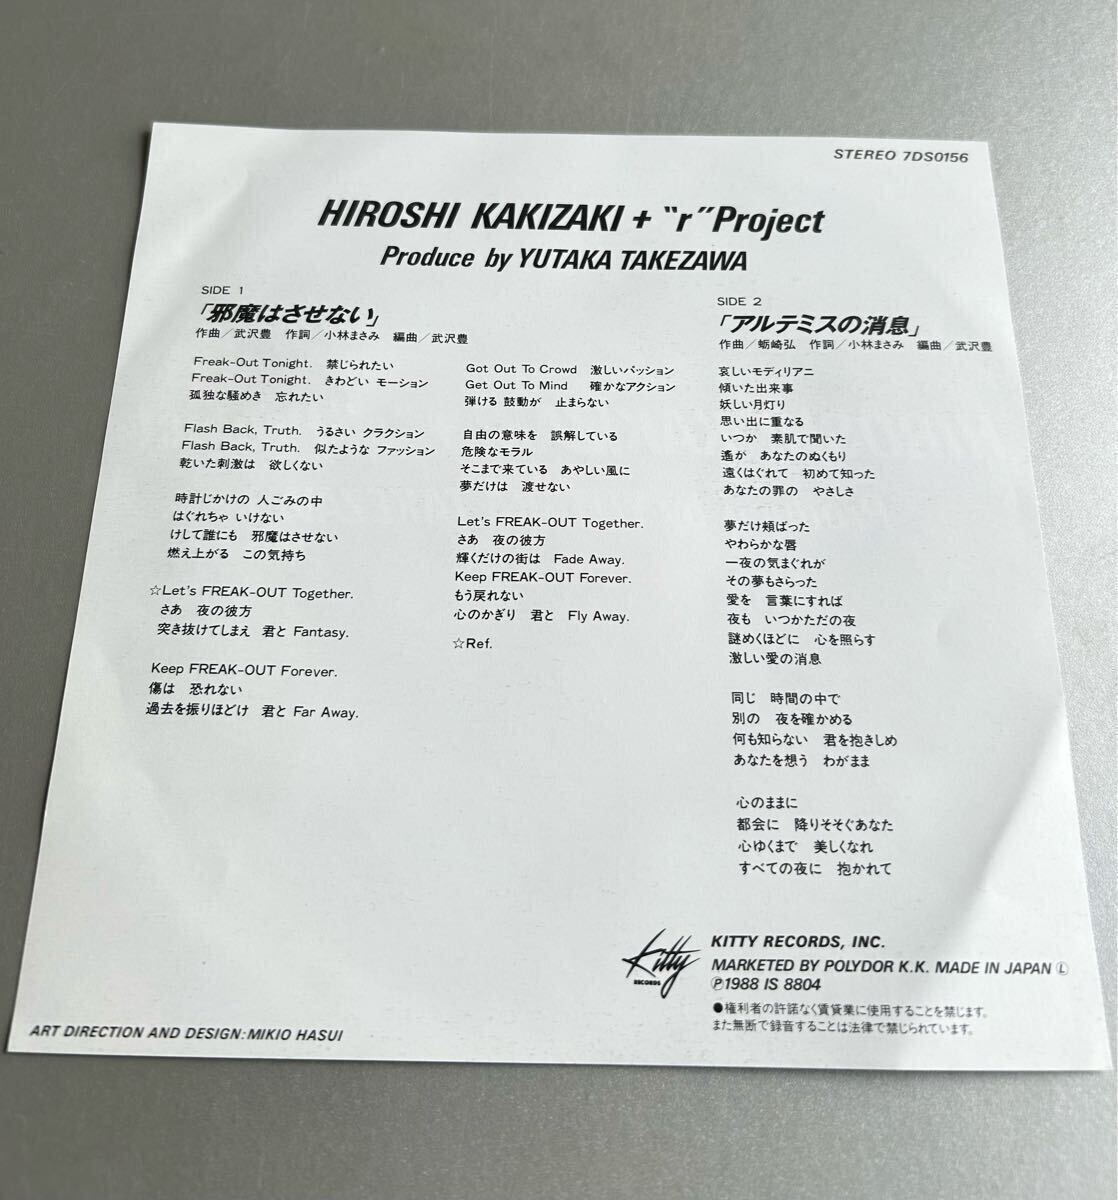 STEREO 7DS0156
HIROSHI KAKIZAKI + “r” Project
Produce by YUTAKA TAKEZAWA
SIDE 1
「邪魔はさせない」
作曲／武沢豊　作詞／小林まさみ　編曲／武沢豊
Freak-Out Tonight.　禁じられたい
Freak-Out Tonight.　きわどい モーション
孤独な騒めき　忘れたい
Flash Back, Truth.　うるさい クラクション
Flash Back, Truth.　似たような ファッション
乾いた刺激は　欲しくない
時計じかけの 人ごみの中
はぐれちゃ いけない
けして誰にも　邪魔はさせない
燃え上がる　この気持ち
☆Let's FREAK-OUT Together.
さあ　夜の彼方
突き抜けてしまえ　君と Fantasy.
Keep FREAK-OUT Forever.
傷は　恐れない
過去を振りほどけ　君と Far Away.
Got Out To Crowd　激しいパッション
Get Out To Mind　確かなアクション
弾ける 鼓動が　止まらない
自由の意味を　誤解している
危険なモラル
そこまで来ている　あやしい風に
夢だけは　渡せない
Let's FREAK-OUT Together.
さあ　夜の彼方
輝くだけの街は　Fade Away.
Keep FREAK-OUT Forever.
もう戻れない
心のかぎり　君と　Fly Away.
☆Ref.
SIDE 2
「アルテミスの消息」
作曲／蛎崎弘　作詞／小林まさみ　編曲／武沢豊
哀しいモディリアニ
傾いた出来事
妖しい月灯り
思い出に重なる
いつか　素肌で聞いた
遙か　あなたのぬくもり
遠くはぐれて　初めて知った
あなたの罪の　やさしさ
夢だけ頬ばった
やわらかな唇
一夜の気まぐれが
その夢もさらった
愛を　言葉にすれば
夜も　いつかただの夜
謎めくほどに　心を照らす
激しい愛の消息
同じ　時間の中で
別の　夜を確かめる
何も知らない　君を抱きしめ
あなたを想う　わがまま
心のままに
都会に　降りそそぐあなた
心ゆくまで　美しくなれ
すべての夜に　抱かれて
Kitty
RECORDS
KITTY RECORDS, INC.
MARKETED BY POLYDOR K.K. MADE IN JAPAN Ⓛ
℗1988 IS 8804
●権利者の許諾なく賃貸業に使用することを禁じます。
また無断で録音することは法律で禁じられています。
ART DIRECTION AND DESIGN: MIKIO HASUI